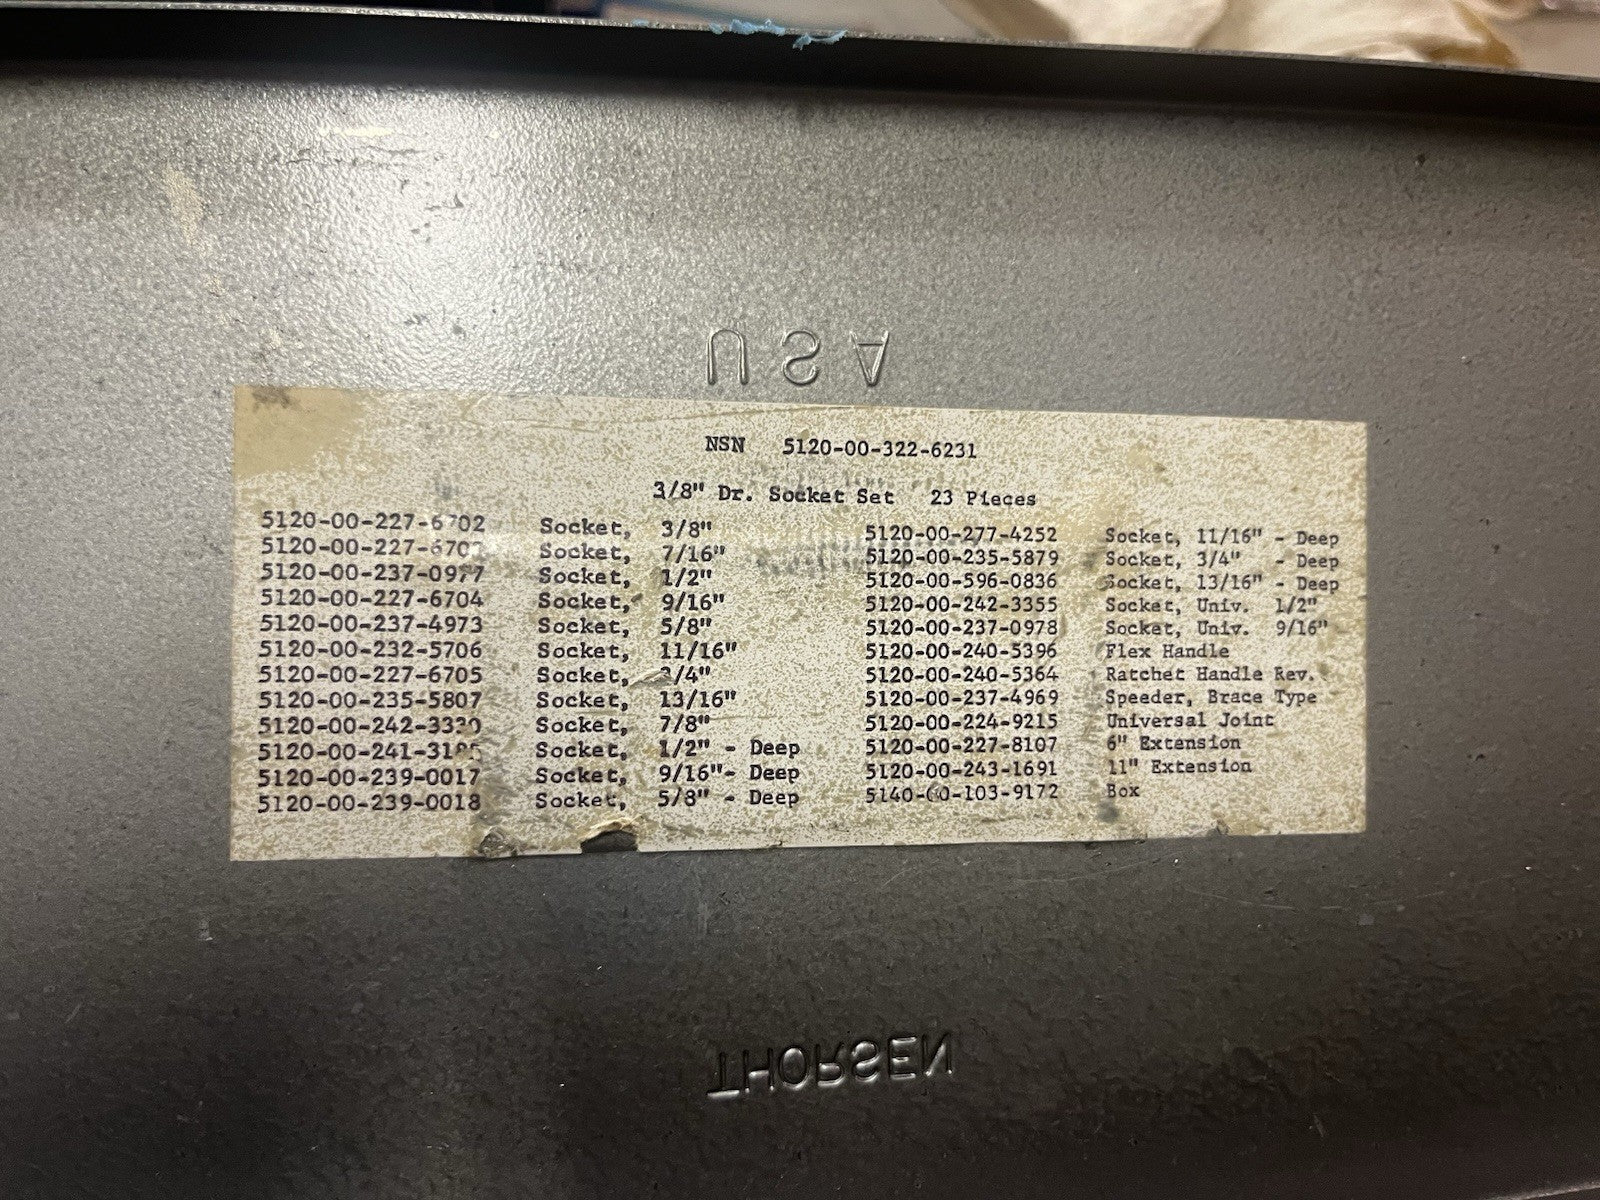 USA
NSN 5120-00-322-6231
3/8" Dr. Socket Set 23 Pieces
5120-00-227-6702 Socket, 3/8"
Socket, 7/16"
5120-00-237-0977 Socket, 1/2"
5120-00-227-6704 Socket, 9/16"
5120-00-237-4973 Socket, 5/8"
5120-00-232-5706 Socket, 11/16"
5120-00-227-6705 Socket, 3/4"
5120-00-235-5807 Socket, 13/16"
Socket, 7/8"
Socket, 1/2" - Deep
5120-00-239-0017 Socket, 9/16"- Deep
5120-00-239-0018 Socket, 5/8" - Deep
5120-00-277-4252 Socket, 11/16" - Deep
5120-00-235-5879 Socket, 3/4" - Deep
5120-00-596-0836 Socket, 13/16" - Deep
5120-00-242-3355 Socket, Univ. 1/2"
5120-00-237-0978 Socket, Univ. 9/16"
5120-00-240-5396 Flex Handle
5120-00-240-5364 Ratchet Handle Rev.
5120-00-237-4969 Speeder, Brace Type
5120-00-224-9215 Universal Joint
5120-00-227-8107 6" Extension
5120-00-243-1691 11" Extension
5140-00-103-9172 Box
THORSEN